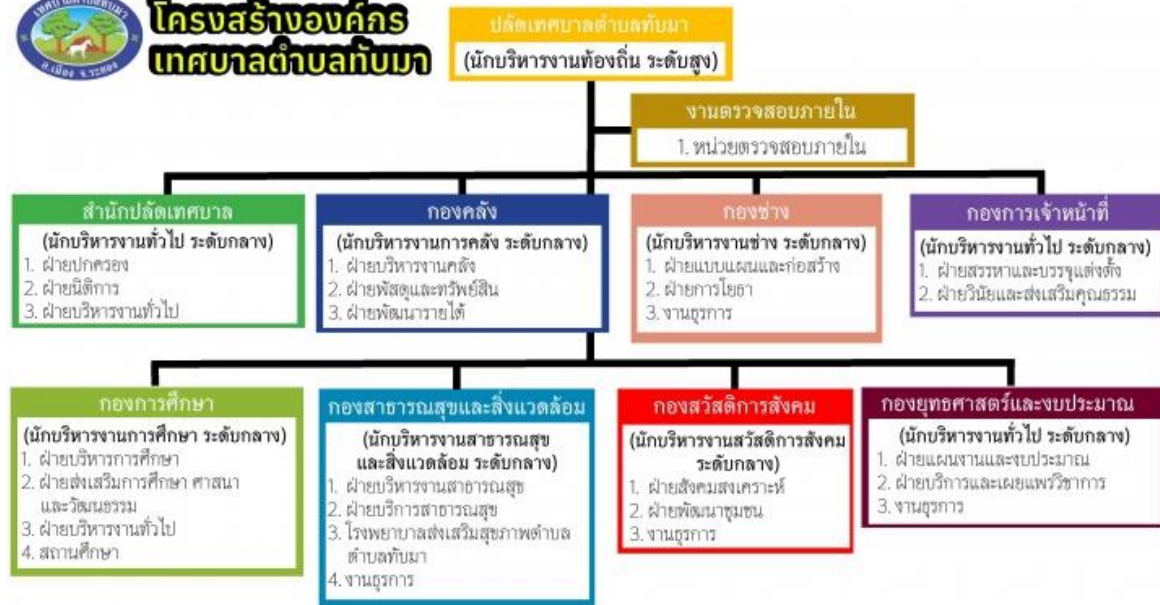 เทศบาลตำบลทับมา
อ.เมือง จ.ระยอง
โครงสร้างองค์กร
เทศบาลตำบลทับมา
ปลัดเทศบาลตำบลทับมา
(นักบริหารงานท้องถิ่น ระดับสูง)
งานตรวจสอบภายใน
1. หน่วยตรวจสอบภายใน
สำนักปลัดเทศบาล
(นักบริหารงานทั่วไป ระดับกลาง)
1. ฝ่ายปกครอง
2. ฝ่ายนิติการ
3. ฝ่ายบริหารงานทั่วไป
กองคลัง
(นักบริหารงานการคลัง ระดับกลาง)
1. ฝ่ายบริหารงานคลัง
2. ฝ่ายพัสดุและทรัพย์สิน
3. ฝ่ายพัฒนารายได้
กองช่าง
(นักบริหารงานช่าง ระดับกลาง)
1. ฝ่ายแบบแผนและก่อสร้าง
2. ฝ่ายการโยธา
3. งานธุรการ
กองการเจ้าหน้าที่
(นักบริหารงานทั่วไป ระดับกลาง)
1. ฝ่ายสรรหาและบรรจุแต่งตั้ง
2. ฝ่ายวินัยและส่งเสริมคุณธรรม
กองการศึกษา
(นักบริหารงานการศึกษา ระดับกลาง)
1. ฝ่ายบริหารการศึกษา
2. ฝ่ายส่งเสริมการศึกษา ศาสนา
และวัฒนธรรม
3. ฝ่ายบริหารงานทั่วไป
4. สถานศึกษา
กองสาธารณสุขและสิ่งแวดล้อม
(นักบริหารงานสาธารณสุข
และสิ่งแวดล้อม ระดับกลาง)
1. ฝ่ายบริหารงานสาธารณสุข
2. ฝ่ายบริการสาธารณสุข
3. โรงพยาบาลส่งเสริมสุขภาพตำบล
ตำบลทับมา
4. งานธุรการ
กองสวัสดิการสังคม
(นักบริหารงานสวัสดิการสังคม
ระดับกลาง)
1. ฝ่ายสังคมสงเคราะห์
2. ฝ่ายพัฒนาชุมชน
3. งานธุรการ
กองยุทธศาสตร์และงบประมาณ
(นักบริหารงานทั่วไป ระดับกลาง)
1. ฝ่ายแผนงานและงบประมาณ
2. ฝ่ายบริการและเผยแพร่วิชาการ
3. งานธุรการ